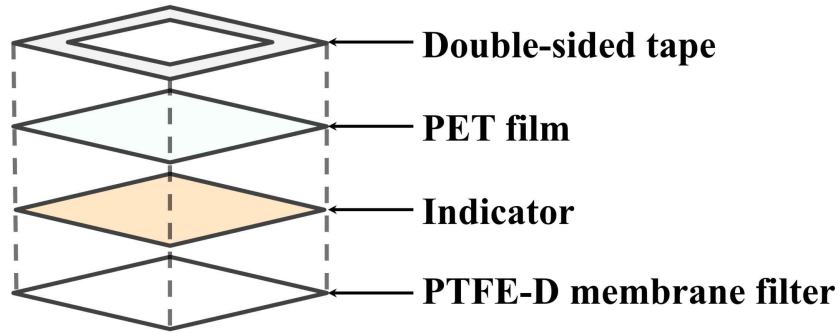 Double-sided tape
PET film
Indicator
PTFE-D membrane filter